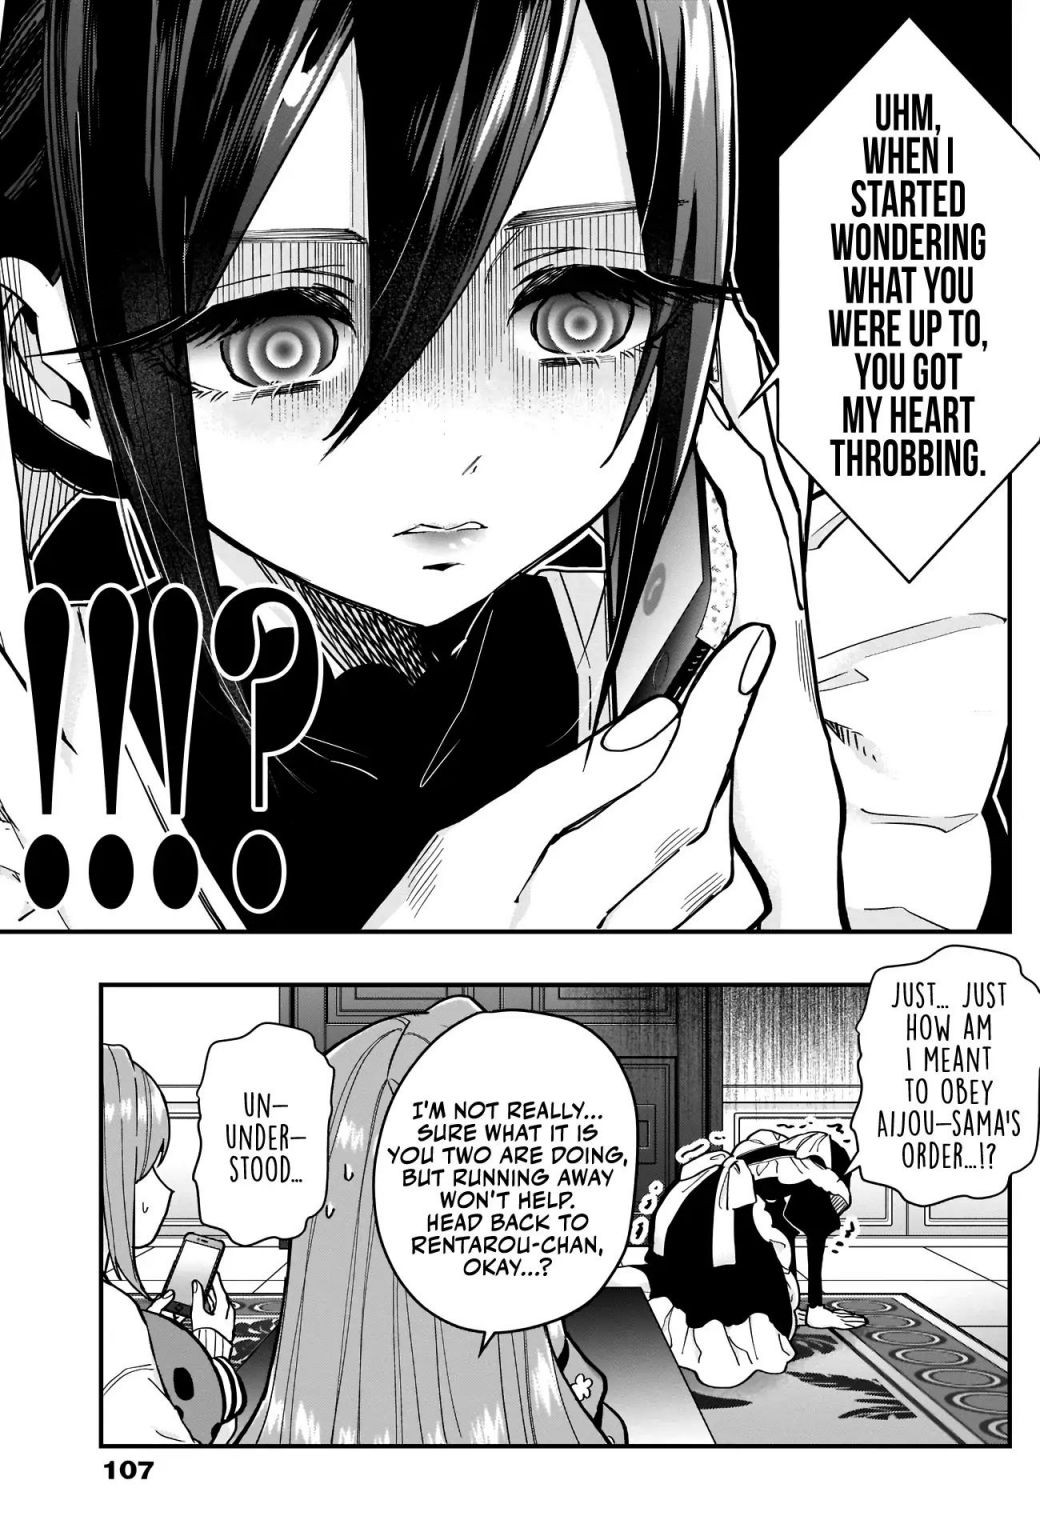 UHM,
WHEN I
STARTED
WONDERING
WHAT YOU
WERE UP TO,
YOU GOT
MY HEART
THROBBING.
!!!?
JUST... JUST
HOW AM
I MEANT
TO OBEY
AIJOU-SAMA'S
ORDER...!?
I'M NOT REALLY...
SURE WHAT IT IS
YOU TWO ARE DOING,
BUT RUNNING AWAY
WON'T HELP.
HEAD BACK TO
RENTAROU-CHAN,
OKAY...?
UN-
UNDER-
STOOD...
107